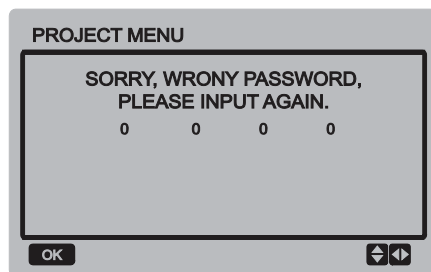 PROJECT MENU
SORRY, WRONY PASSWORD,
PLEASE INPUT AGAIN.
0 0 0 0
OK